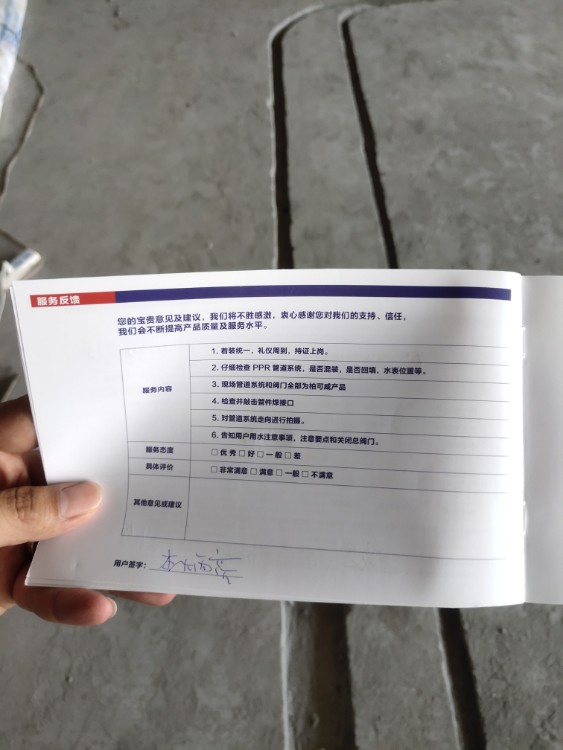 服务反馈
您的宝贵意见及建议，我们将不胜感激，衷心感谢您对我们的支持、信任，
我们会不断提高产品质量及服务水平。
服务内容
1. 着装统一、礼仪周到，持证上岗。
2. 仔细检查 PPR 管道系统，是否混装，是否回填，水表位置等。
3. 现场管道系统和阀门全部为柏可威产品
4. 检查并敲击管件焊接口
5. 对管道系统走向进行拍摄。
6. 告知用户用水注意事项，注意要点和关闭总阀门。
服务态度
□ 优 秀 □ 好 □ 一 般 □ 差
具体评价
□ 非常满意 □ 满意 □ 一般 □ 不满意
其他意见或建议
用户签字：